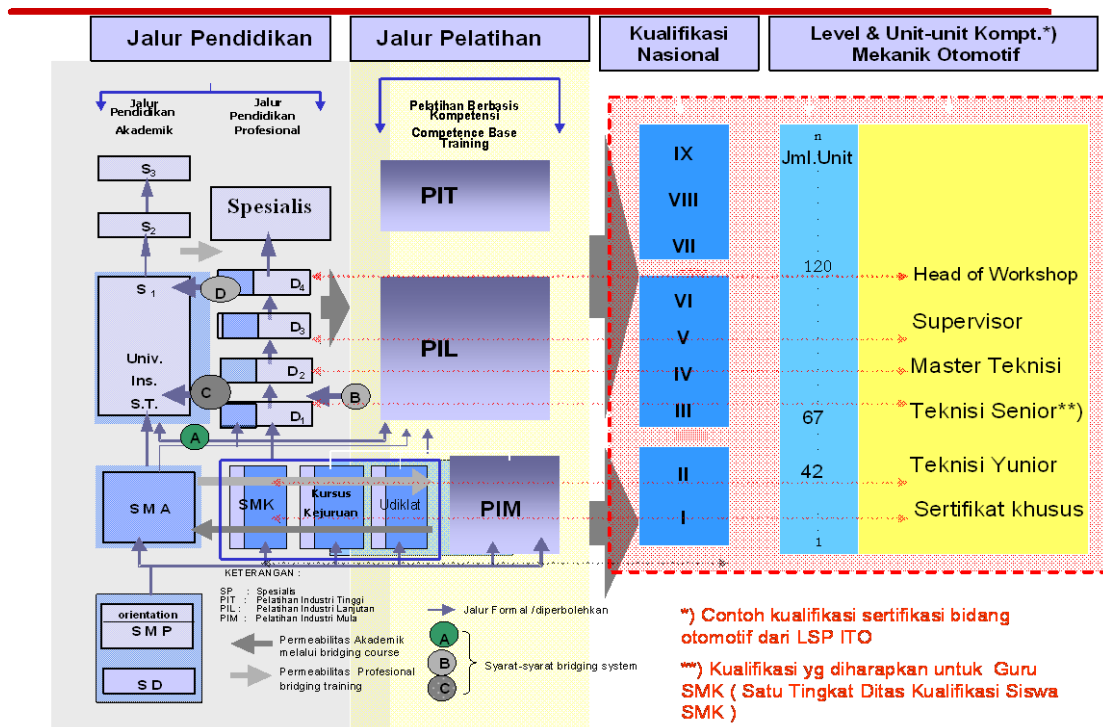 Jalur Pendidikan
Jalur Pelatihan
Kualifikasi
Nasional
Level & Unit-unit Kompt.*)
Mekanik Otomotif
Jalur
Pendidikan
Akademik
Jalur
Pendidikan
Profesional
Pelatihan Berbasis
Kompetensi
Competence Base
Training
S3
S2
S1
Univ.
Ins.
S.T.
Spesialis
D4
D3
D2
D1
D
C
B
A
PIT
PIL
PIM
SMA
SMK
Kursus
Kejuruan
Udiklat
orientation
SMP
SD
IX
VIII
VII
VI
V
IV
III
II
I
n
Jml.Unit
120
67
42
1
Head of Workshop
Supervisor
Master Teknisi
Teknisi Senior**)
Teknisi Yunior
Sertifikat khusus
KETERANGAN :
SP : Spesialis
PIT : Pelatihan Industri Tinggi
PIL : Pelatihan Industri Lanjutan
PIM : Pelatihan Industri Mula
Permeabilitas Akademik
melalui bridging course
Permeabilitas Profesional
bridging training
Jalur Formal /diperbolehkan
A
B
C
Syarat-syarat bridging system
*) Contoh kualifikasi sertifikasi bidang
otomotif dari LSP ITO
**) Kualifikasi yg diharapkan untuk Guru
SMK ( Satu Tingkat Ditas Kualifikasi Siswa
SMK )